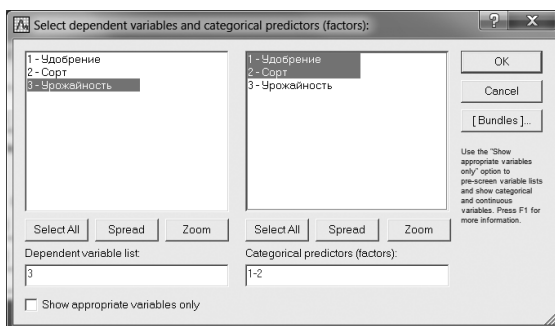 Select dependent variables and categorical predictors (factors):
1 - Удобрение
2 - Сорт
3 - Урожайность
1 - Удобрение
2 - Сорт
3 - Урожайность
OK
Cancel
[ Bundles ]...
Use the "Show
appropriate variables
only" option to
pre-screen variable lists
and show categorical
and continuous
variables. Press F1 for
more information.
Select All
Spread
Zoom
Select All
Spread
Zoom
Dependent variable list:
Categorical predictors (factors):
3
1-2
Show appropriate variables only